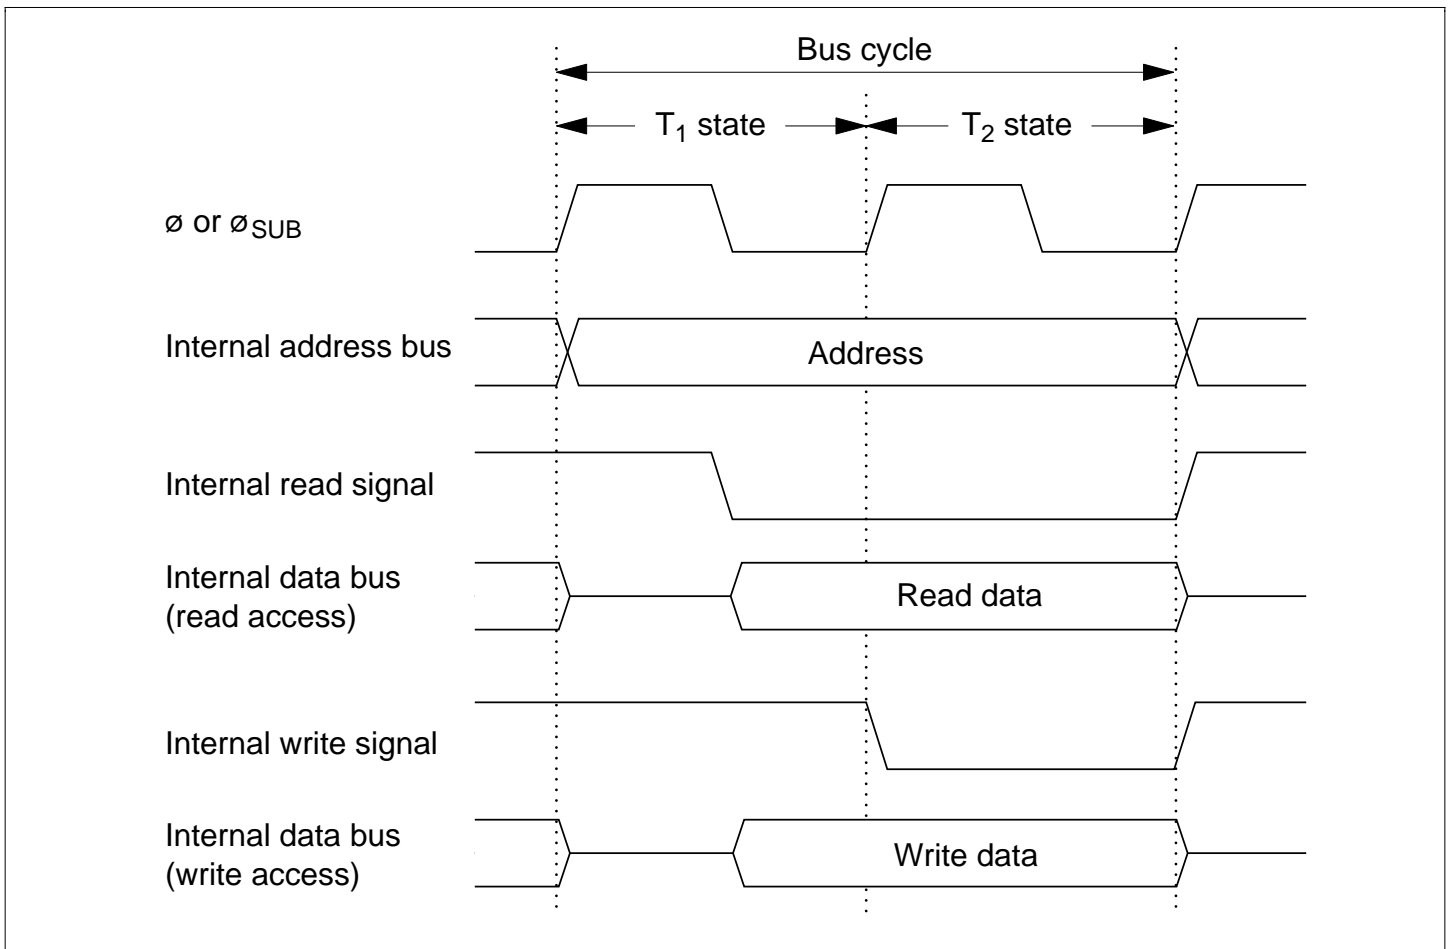 Bus cycle
T1 state
T2 state
ø or øSUB
Internal address bus
Address
Internal read signal
Internal data bus
(read access)
Read data
Internal write signal
Internal data bus
(write access)
Write data